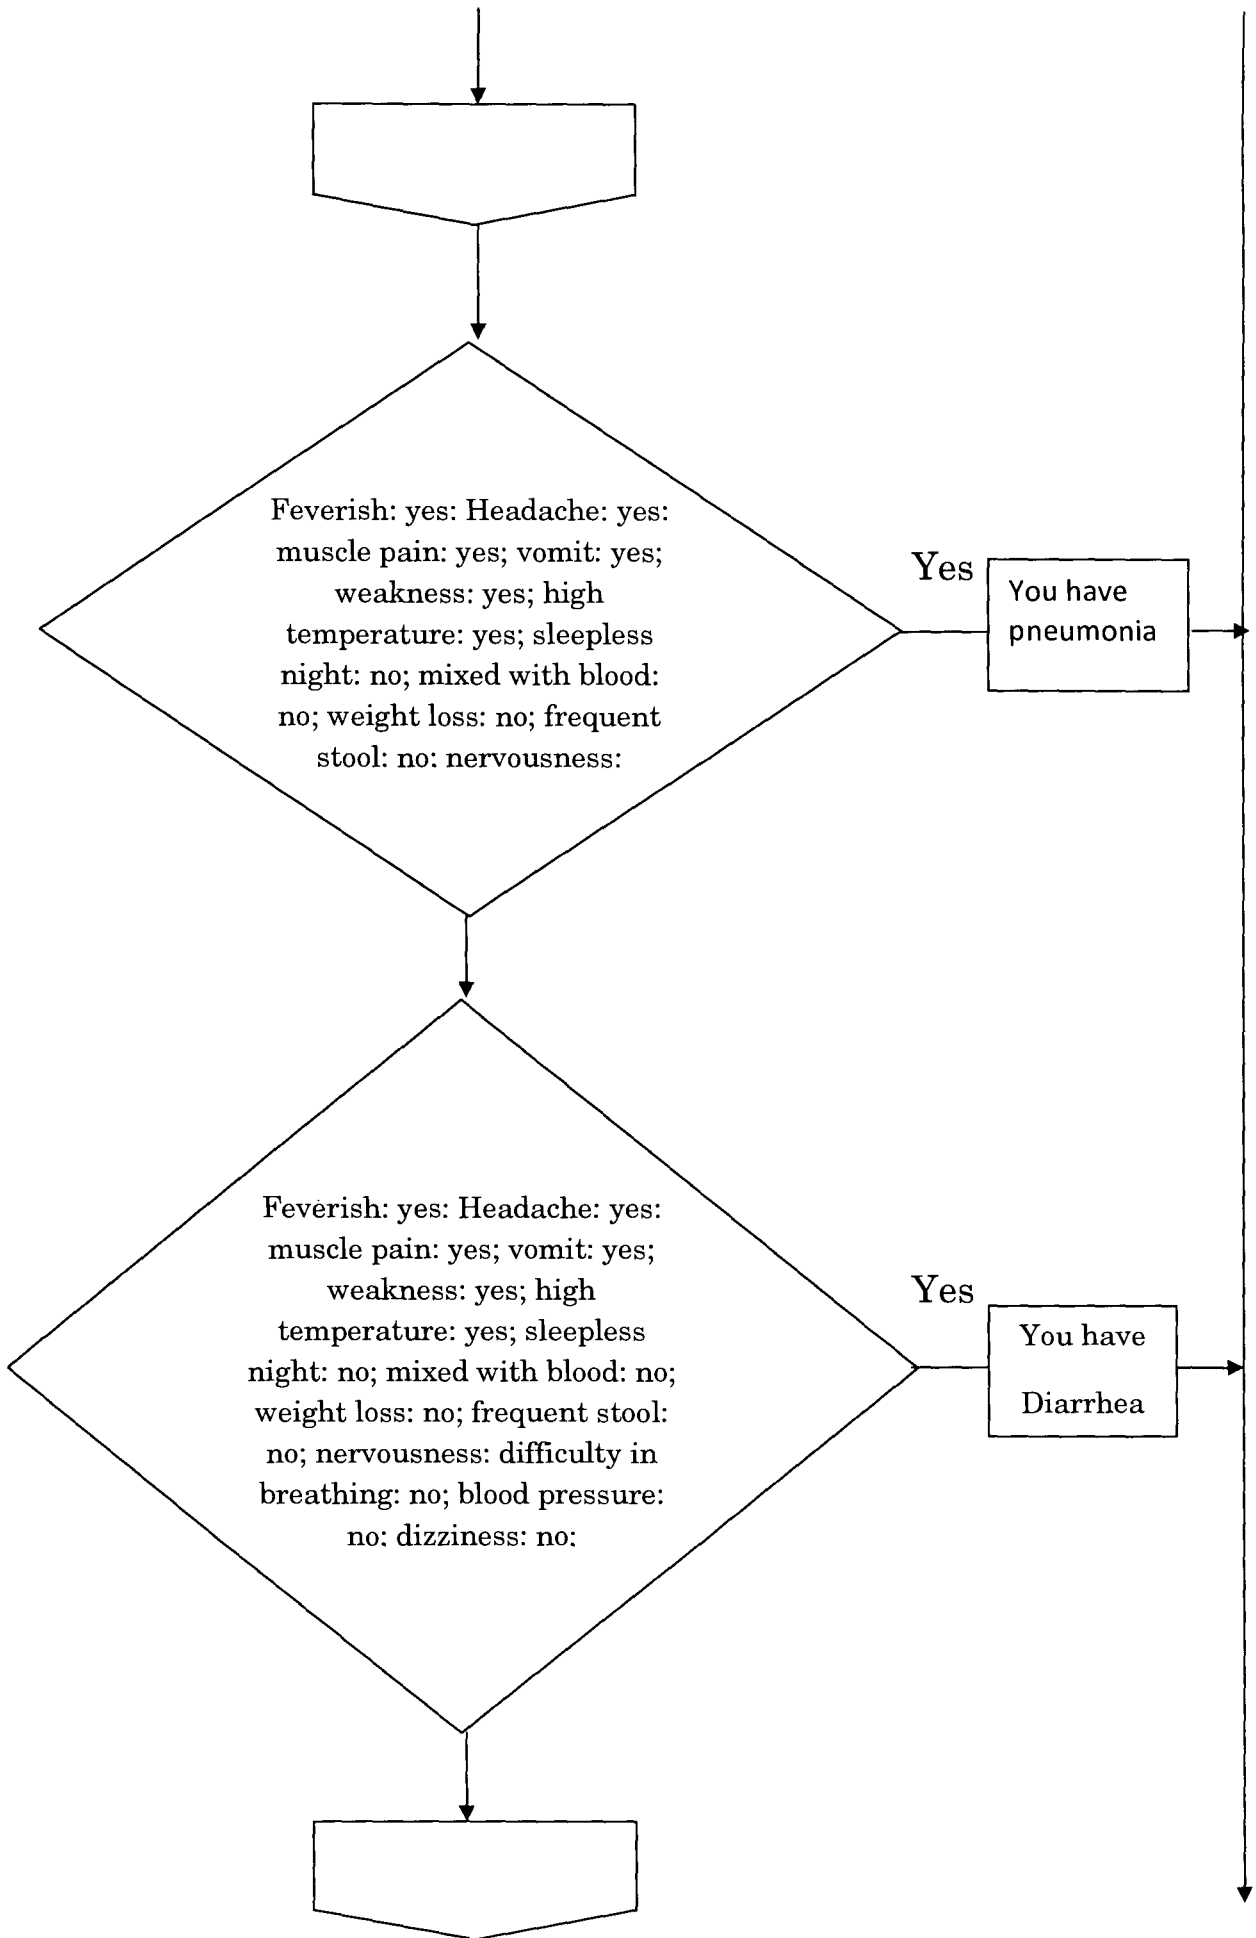 Feverish: yes: Headache: yes:
muscle pain: yes; vomit: yes;
weakness: yes; high
temperature: yes; sleepless
night: no; mixed with blood:
no; weight loss: no; frequent
stool: no: nervousness:
Yes
You have
pneumonia
Feverish: yes: Headache: yes:
muscle pain: yes; vomit: yes;
weakness: yes; high
temperature: yes; sleepless
night: no; mixed with blood: no;
weight loss: no; frequent stool:
no; nervousness: difficulty in
breathing: no; blood pressure:
no: dizziness: no:
Yes
You have
Diarrhea